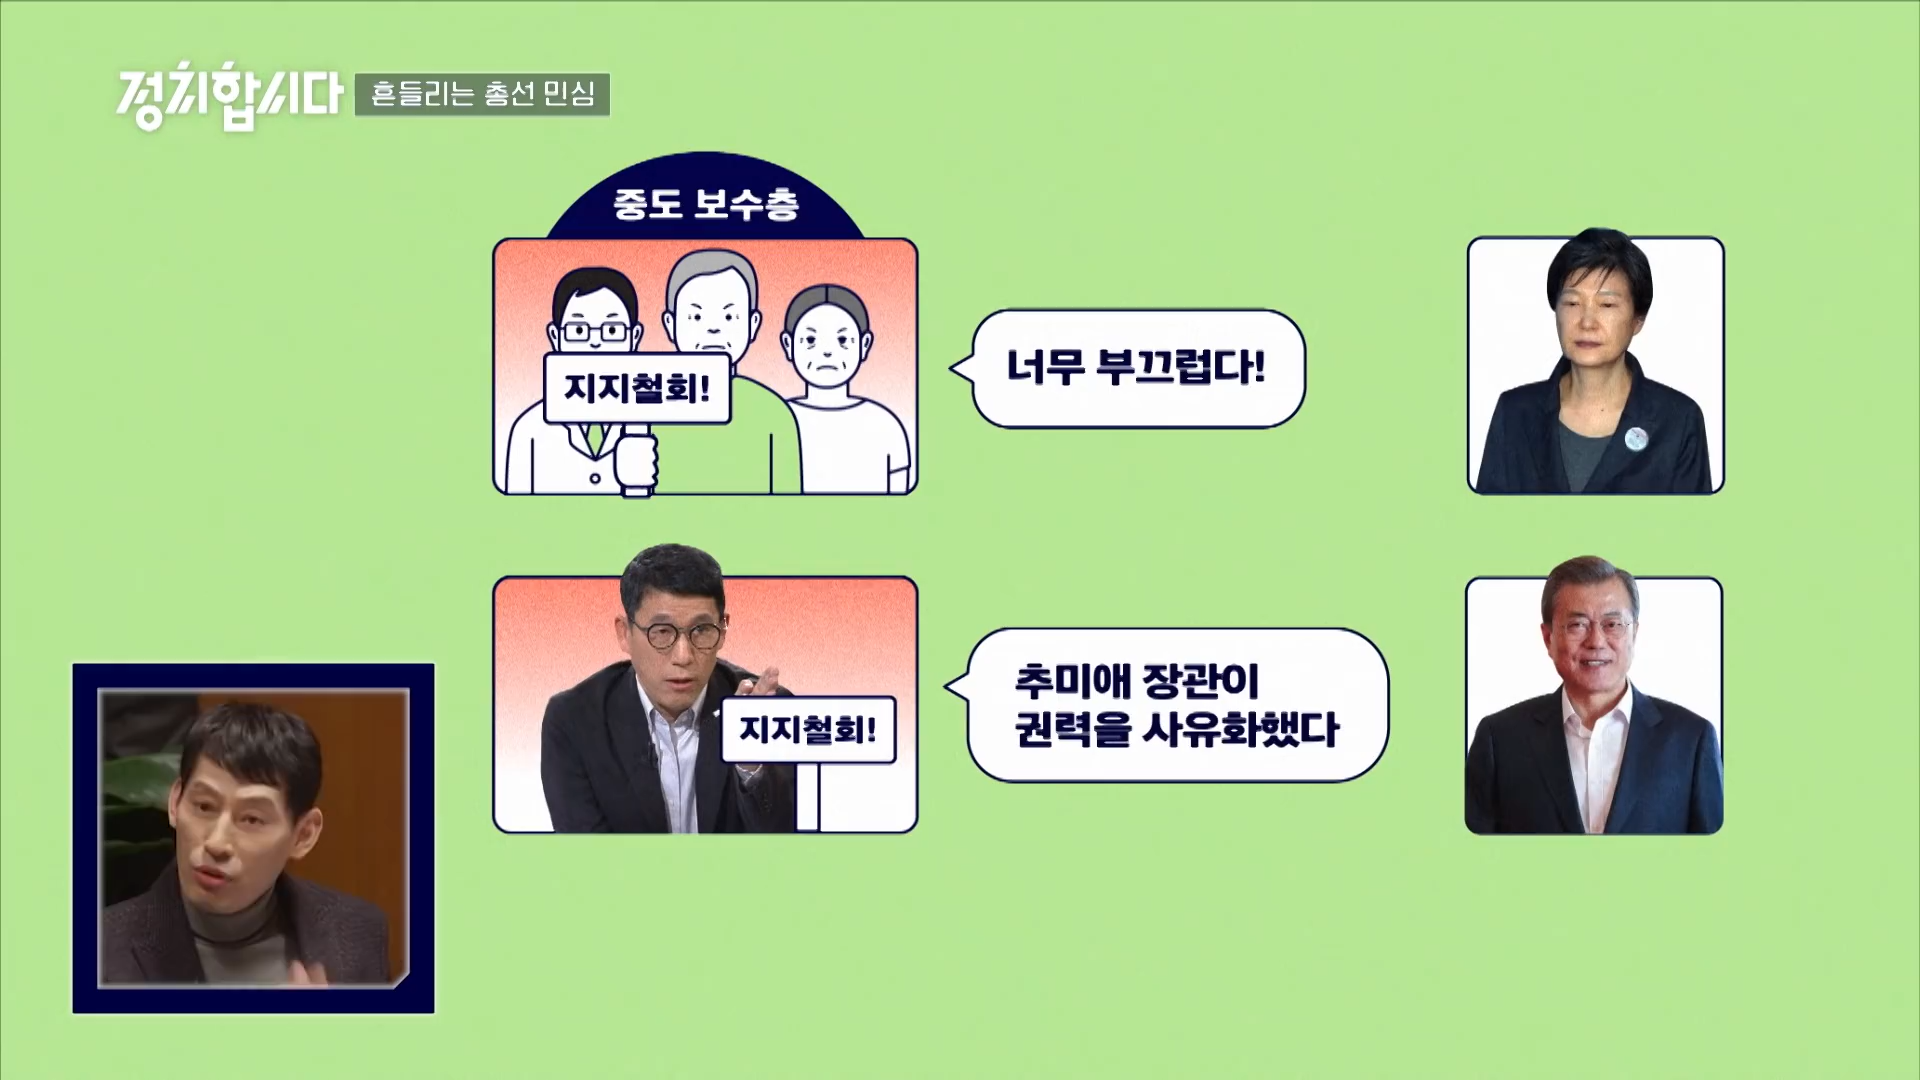 정치합시다
흔들리는 총선 민심
중도 보수층
지지철회!
너무 부끄럽다!
지지철회!
추미애 장관이
권력을 사유화했다